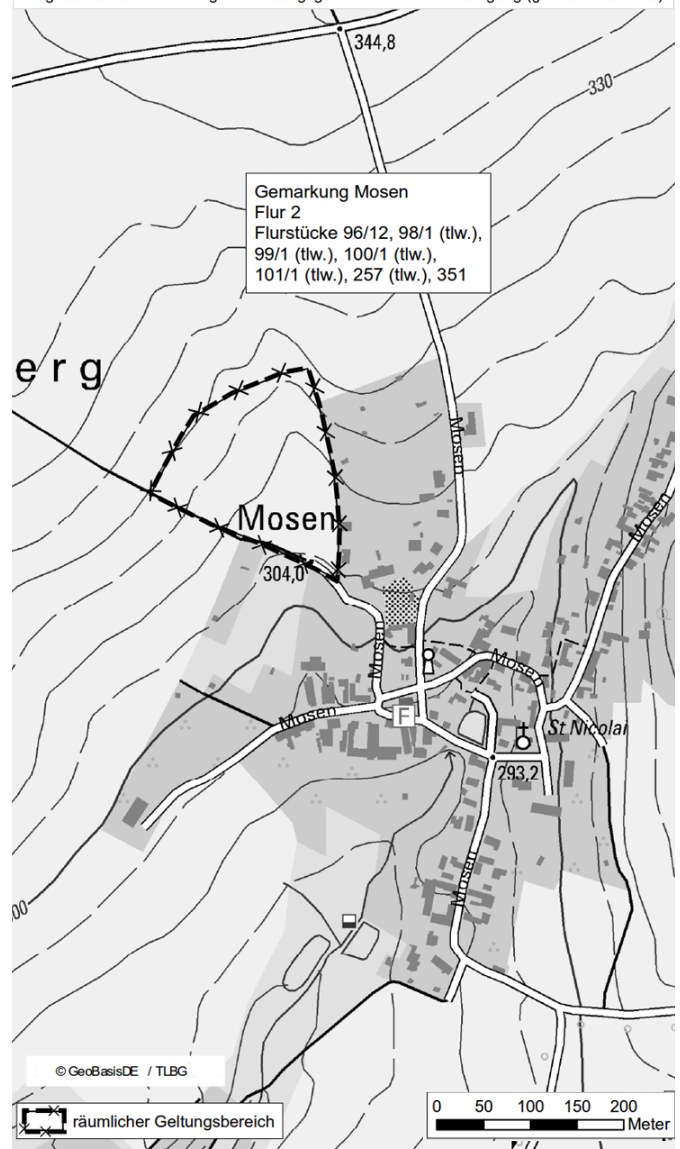 344,8
330
Gemarkung Mosen
Flur 2
Flurstücke 96/12, 98/1 (tlw.),
99/1 (tlw.), 100/1 (tlw.),
101/1 (tlw.), 257 (tlw.), 351
erg
Mosen
Mosen
Mosen
304,0
Mosen
Mosen
Mosen
F
St Nicolai
293,2
Mosen
00
© GeoBasisDE / TLBG
räumlicher Geltungsbereich
0 50 100 150 200
Meter